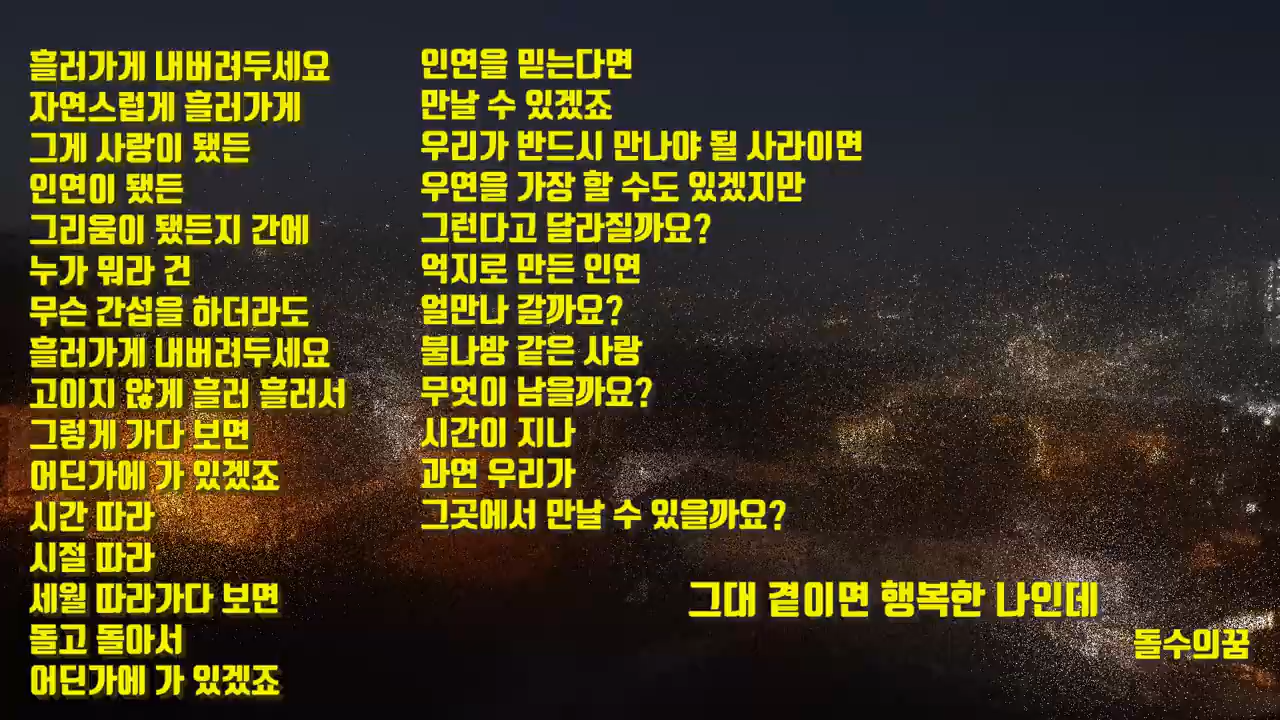 흘러가게 내버려두세요
자연스럽게 흘러가게
그게 사랑이 됐든
인연이 됐든
그리움이 됐든지 간에
누가 뭐라 건
무슨 간섭을 하더라도
흘러가게 내버려두세요
고이지 않게 흘러 흘러서
그렇게 가다 보면
어딘가에 가 있겠죠
시간 따라
시절 따라
세월 따라가다 보면
돌고 돌아서
어딘가에 가 있겠죠
인연을 믿는다면
만날 수 있겠죠
우리가 반드시 만나야 될 사라이면
우연을 가장 할 수도 있겠지만
그런다고 달라질까요?
억지로 만든 인연
얼만나 갈까요?
불나방 같은 사랑
무엇이 남을까요?
시간이 지나
과연 우리가
그곳에서 만날 수 있을까요?
그대 곁이면 행복한 나인데
돌수의꿈